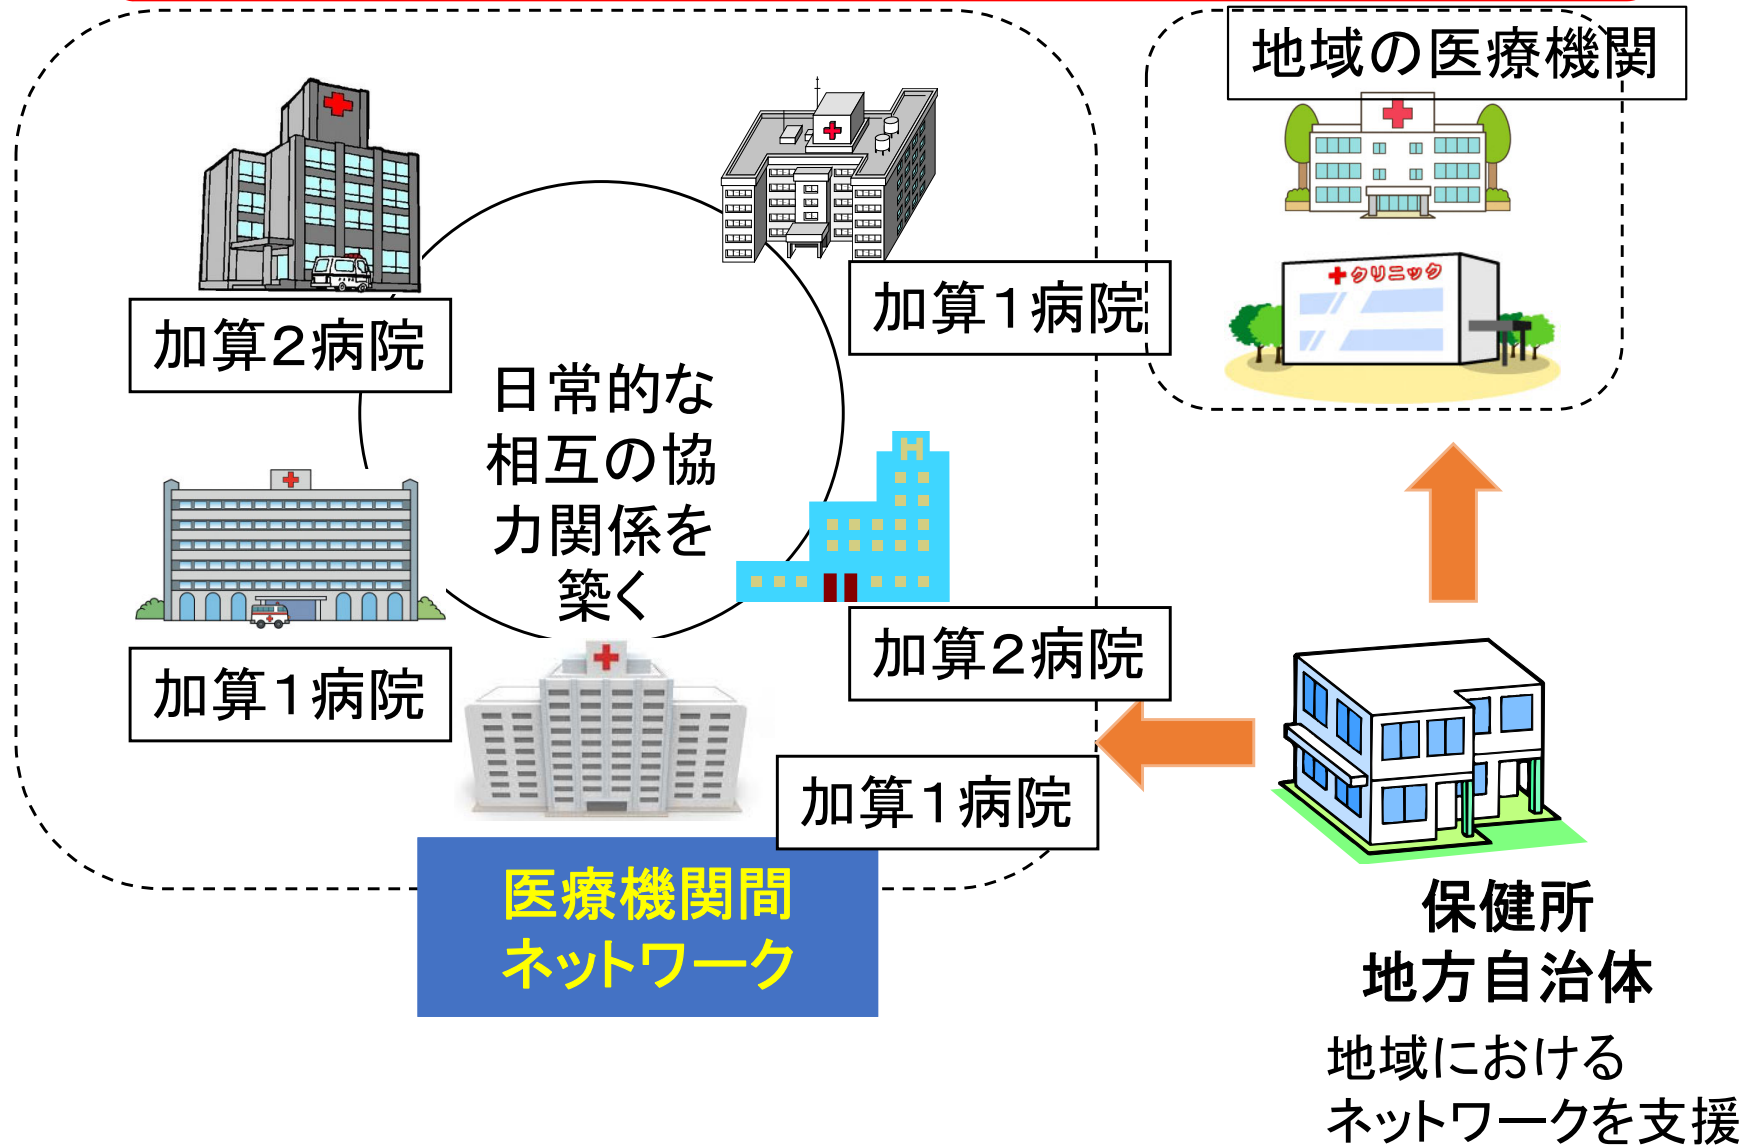 地域の医療機関
クリニック
加算１病院
加算２病院
日常的な
相互の協
力関係を
築く
H
加算２病院
加算１病院
加算１病院
医療機関間
ネットワーク
保健所
地方自治体
地域における
ネットワークを支援